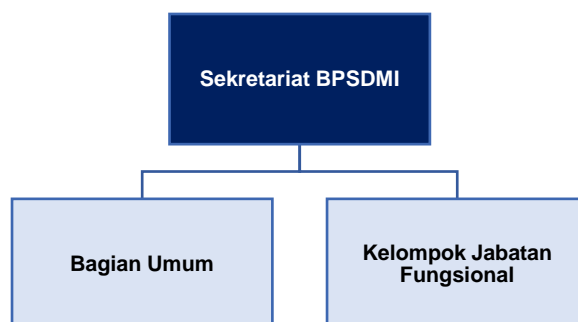 Sekretariat BPSDMI
Bagian Umum
Kelompok Jabatan
Fungsional